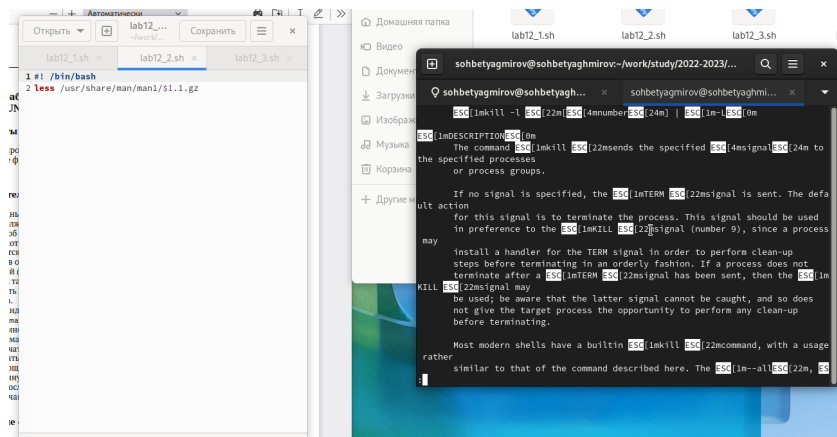 Автоматически
Открыть
lab12_...
~/work/...
Сохранить
lab12_1.sh
lab12_2.sh
lab12_3.sh
1 #! /bin/bash
2 less /usr/share/man/man1/$1.1.gz
Домашняя папка
Видео
Докумен
Загрузки
Изображ
Музыка
Корзина
Другие м
lab12_1.sh
lab12_2.sh
lab12_3.sh
sohbetyagmirov@sohbetyaghmirov:~/work/study/2022-2023/...
sohbetyagmirov@sohbetyagh...
sohbetyagmirov@sohbetyaghmi...
ESC[1mkill -l ESC[22m[ESC[4mnumberESC[24m] | ESC[1m-LESC[0m
ESC[1mDESCRIPTIONESC[0m
The command ESC[1mkill ESC[22msends the specified ESC[4msignalESC[24m to
the specified processes
or process groups.
If no signal is specified, the ESC[1mTERM ESC[22msignal is sent. The defa
ult action
for this signal is to terminate the process. This signal should be used
in preference to the ESC[1mKILL ESC[22msignal (number 9), since a process
may
install a handler for the TERM signal in order to perform clean-up
steps before terminating in an orderly fashion. If a process does not
terminate after a ESC[1mTERM ESC[22msignal has been sent, then the ESC[1m
KILL ESC[22msignal may
be used; be aware that the latter signal cannot be caught, and so does
not give the target process the opportunity to perform any clean-up
before terminating.
Most modern shells have a builtin ESC[1mkill ESC[22mcommand, with a usage
rather
similar to that of the command described here. The ESC[1m--allESC[22m, ES
: